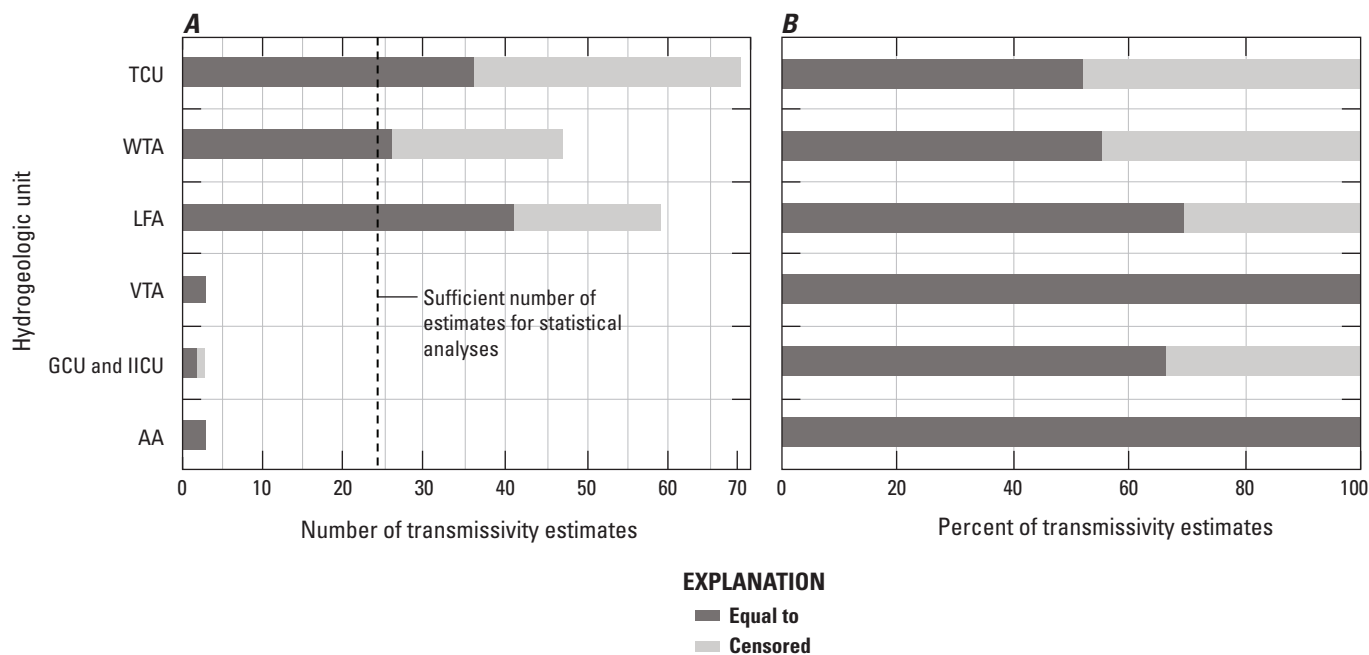 A
B
Hydrogeologic unit
TCU
WTA
LFA
VTA
GCU and IICU
AA
Sufficient number of
estimates for statistical
analyses
0 10 20 30 40 50 60 70
0 20 40 60 80 100
Number of transmissivity estimates
Percent of transmissivity estimates
EXPLANATION
Equal to
Censored